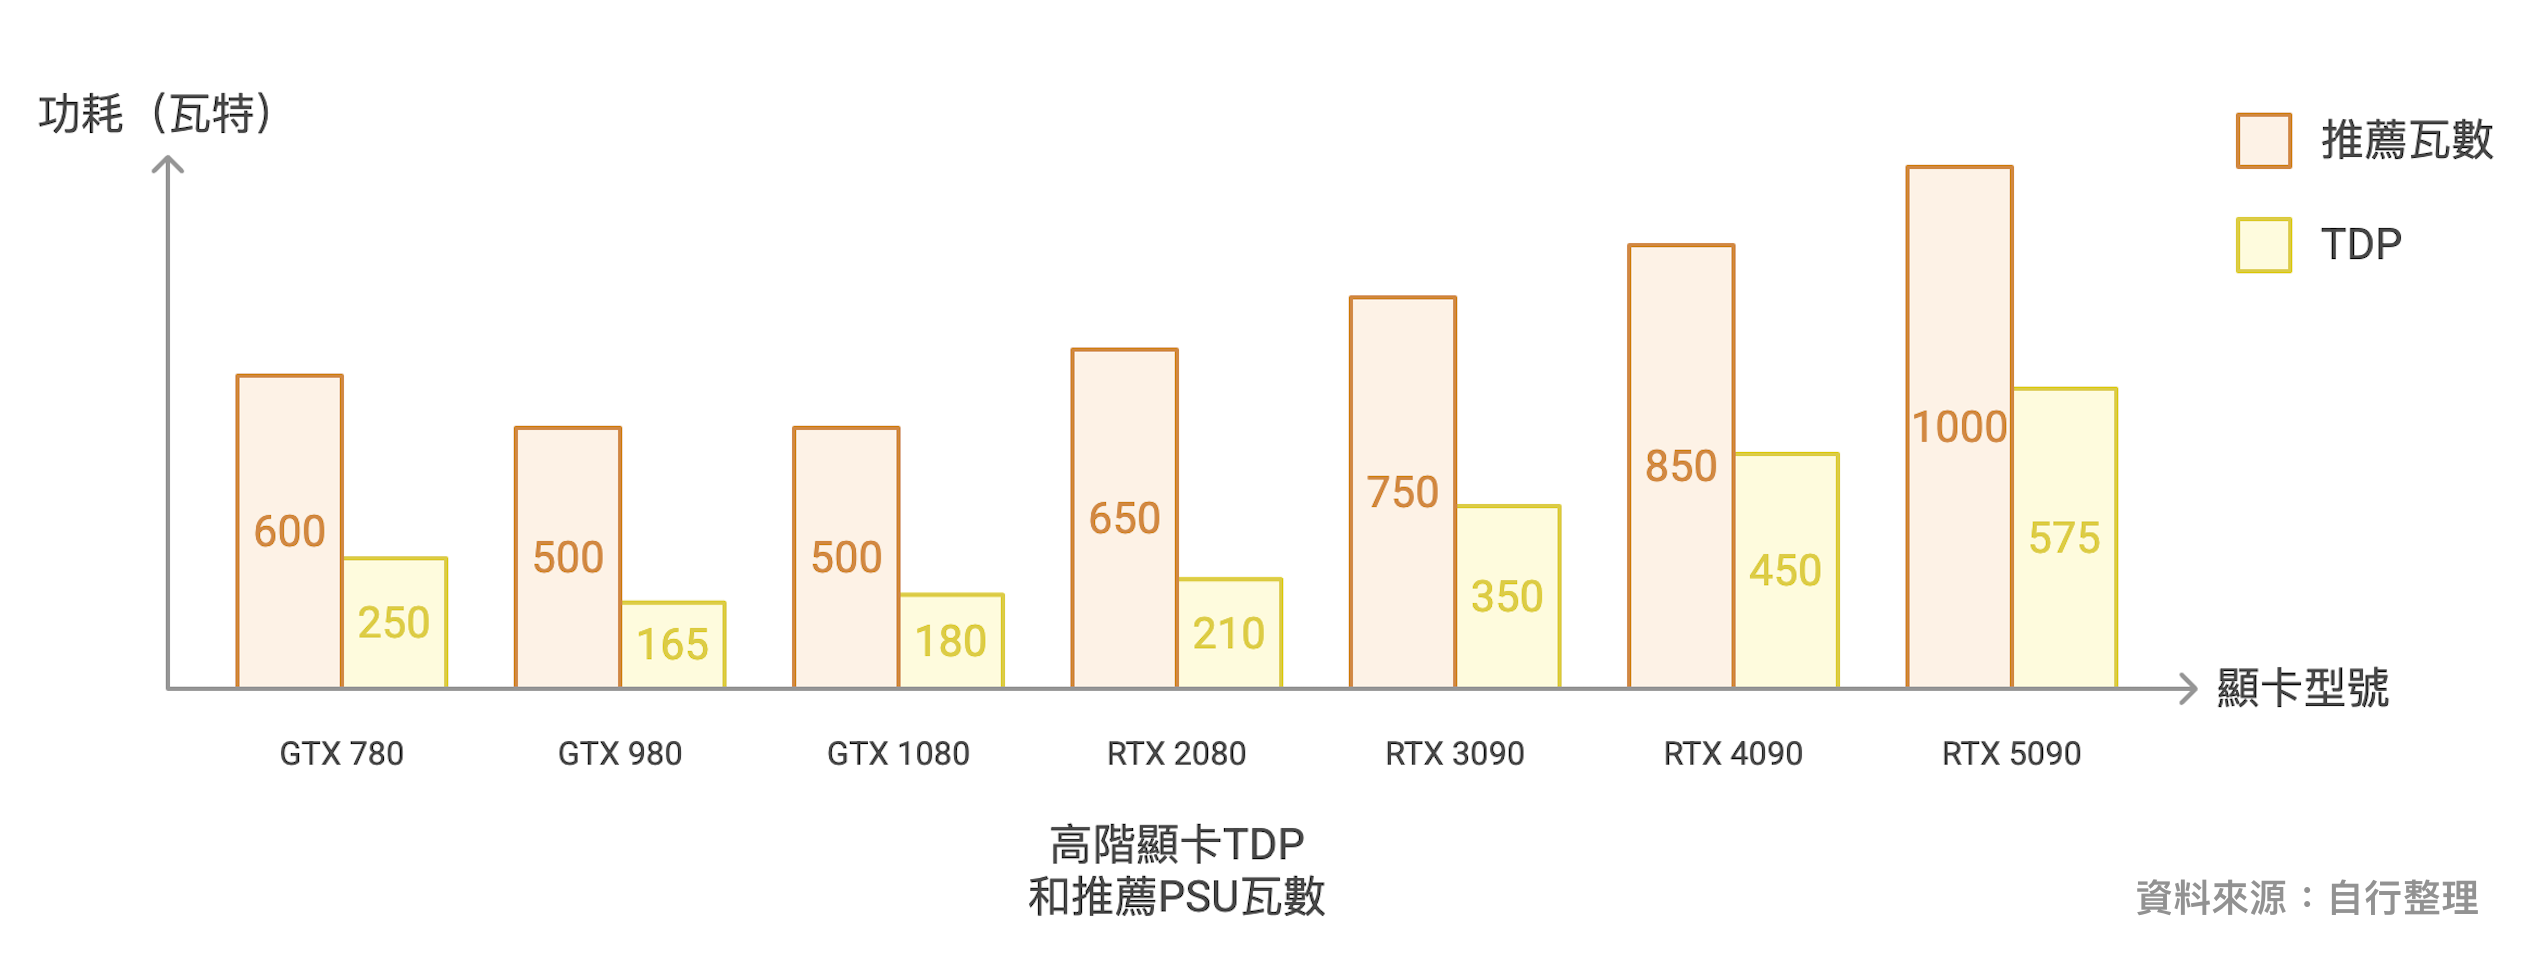 功耗（瓦特）
推薦瓦數
TDP
600
250
500
165
500
180
650
210
750
350
850
450
1000
575
顯卡型號
GTX 780
GTX 980
GTX 1080
RTX 2080
RTX 3090
RTX 4090
RTX 5090
高階顯卡TDP
和推薦PSU瓦數
資料來源：自行整理